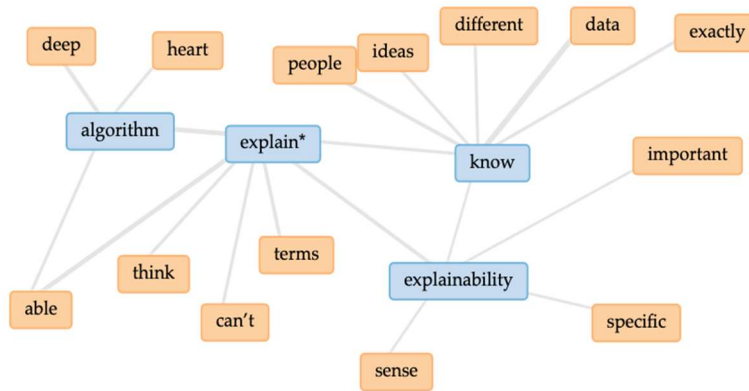 different
data
exactly
deep
heart
ideas
people
algorithm
explain*
know
important
terms
think
explainability
able
can't
specific
sense